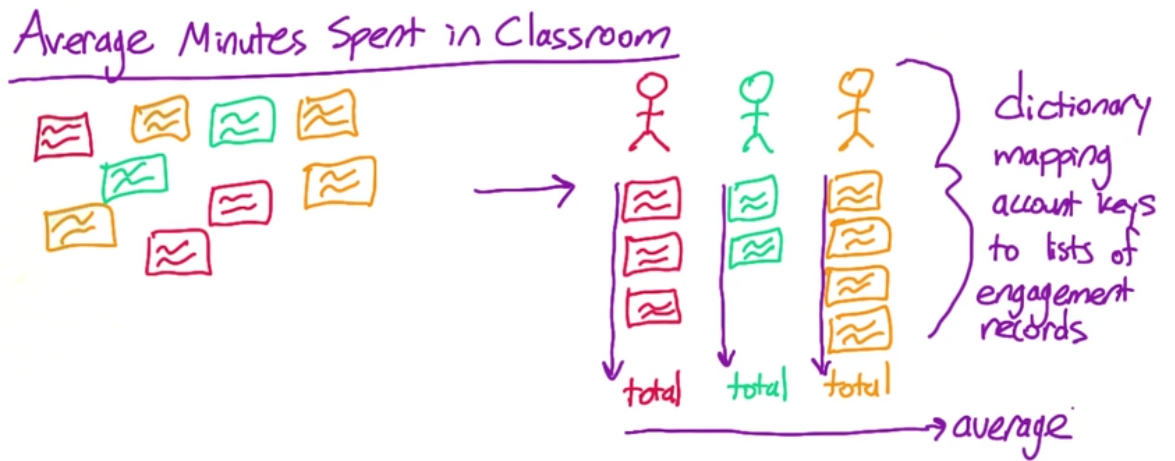 Average Minutes Spent in Classroom
dictionary
mapping
account keys
to lists of
engagement
records
total total total
average